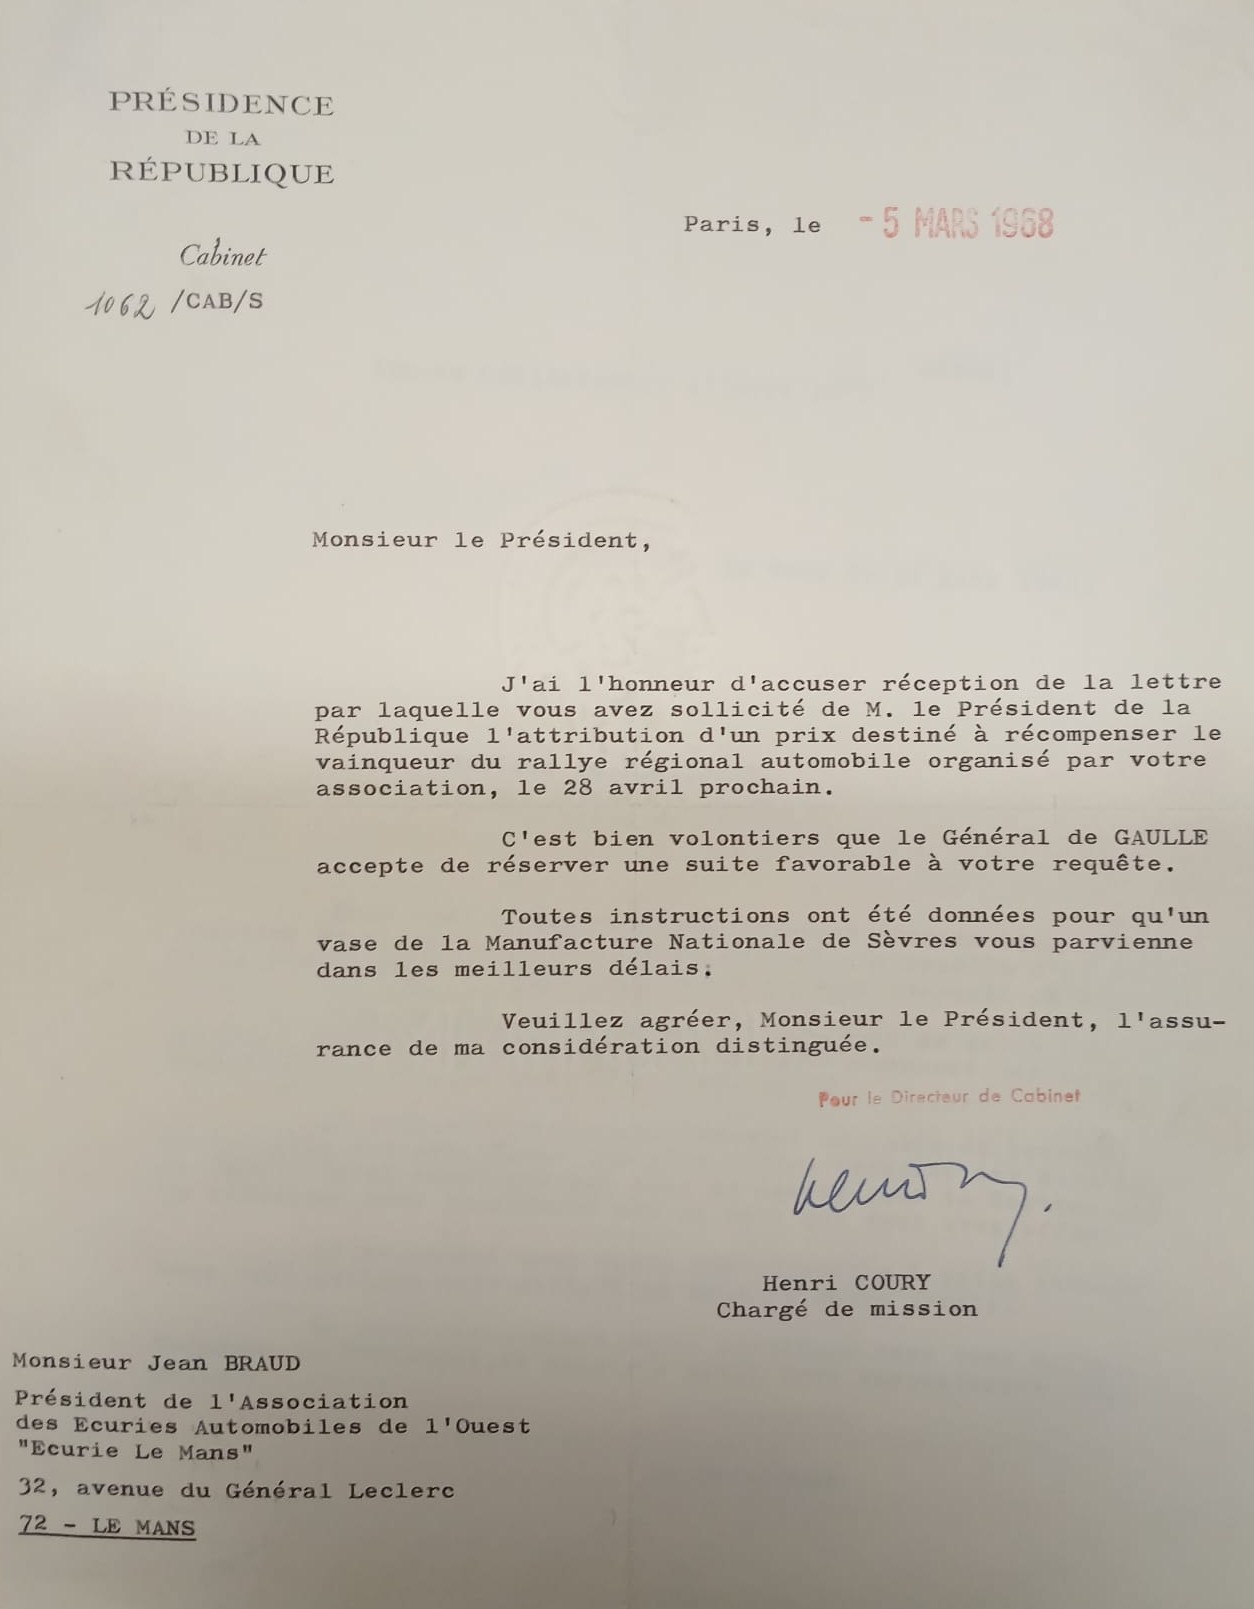 PRÉSIDENCE
DE LA
RÉPUBLIQUE
Paris, le - 5 MARS 1968
Cabinet
1062 /CAB/S
Monsieur le Président,
J'ai l'honneur d'accuser réception de la lettre
par laquelle vous avez sollicité de M. le Président de la
République l'attribution d'un prix destiné à récompenser le
vainqueur du rallye régional automobile organisé par votre
association, le 28 avril prochain.
C'est bien volontiers que le Général de GAULLE
accepte de réserver une suite favorable à votre requête.
Toutes instructions ont été données pour qu'un
vase de la Manufacture Nationale de Sèvres vous parvienne
dans les meilleurs délais.
Veuillez agréer, Monsieur le Président, l'assu-
rance de ma considération distinguée.
Pour le Directeur de Cabinet
Henri COURY
Chargé de mission
Monsieur Jean BRAUD
Président de l'Association
des Ecuries Automobiles de l'Ouest
"Ecurie Le Mans"
32, avenue du Général Leclerc
72 - LE MANS